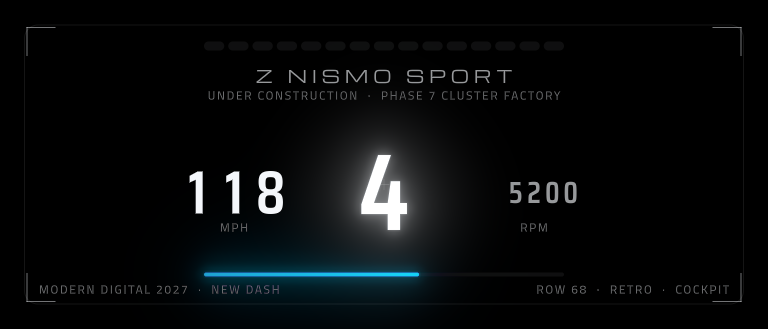 Z NISMO SPORT
UNDER CONSTRUCTION · PHASE 7 CLUSTER FACTORY
118
MPH
4
5200
RPM
MODERN DIGITAL 2027 · NEW DASH
ROW 68 · RETRO · COCKPIT